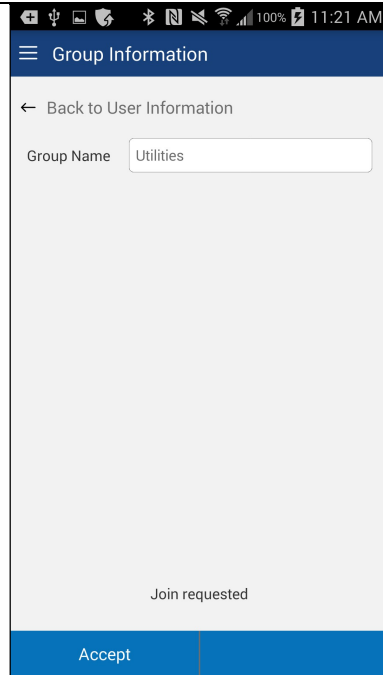 100% 11:21 AM
Group Information
← Back to User Information
Group Name Utilities
Join requested
Accept